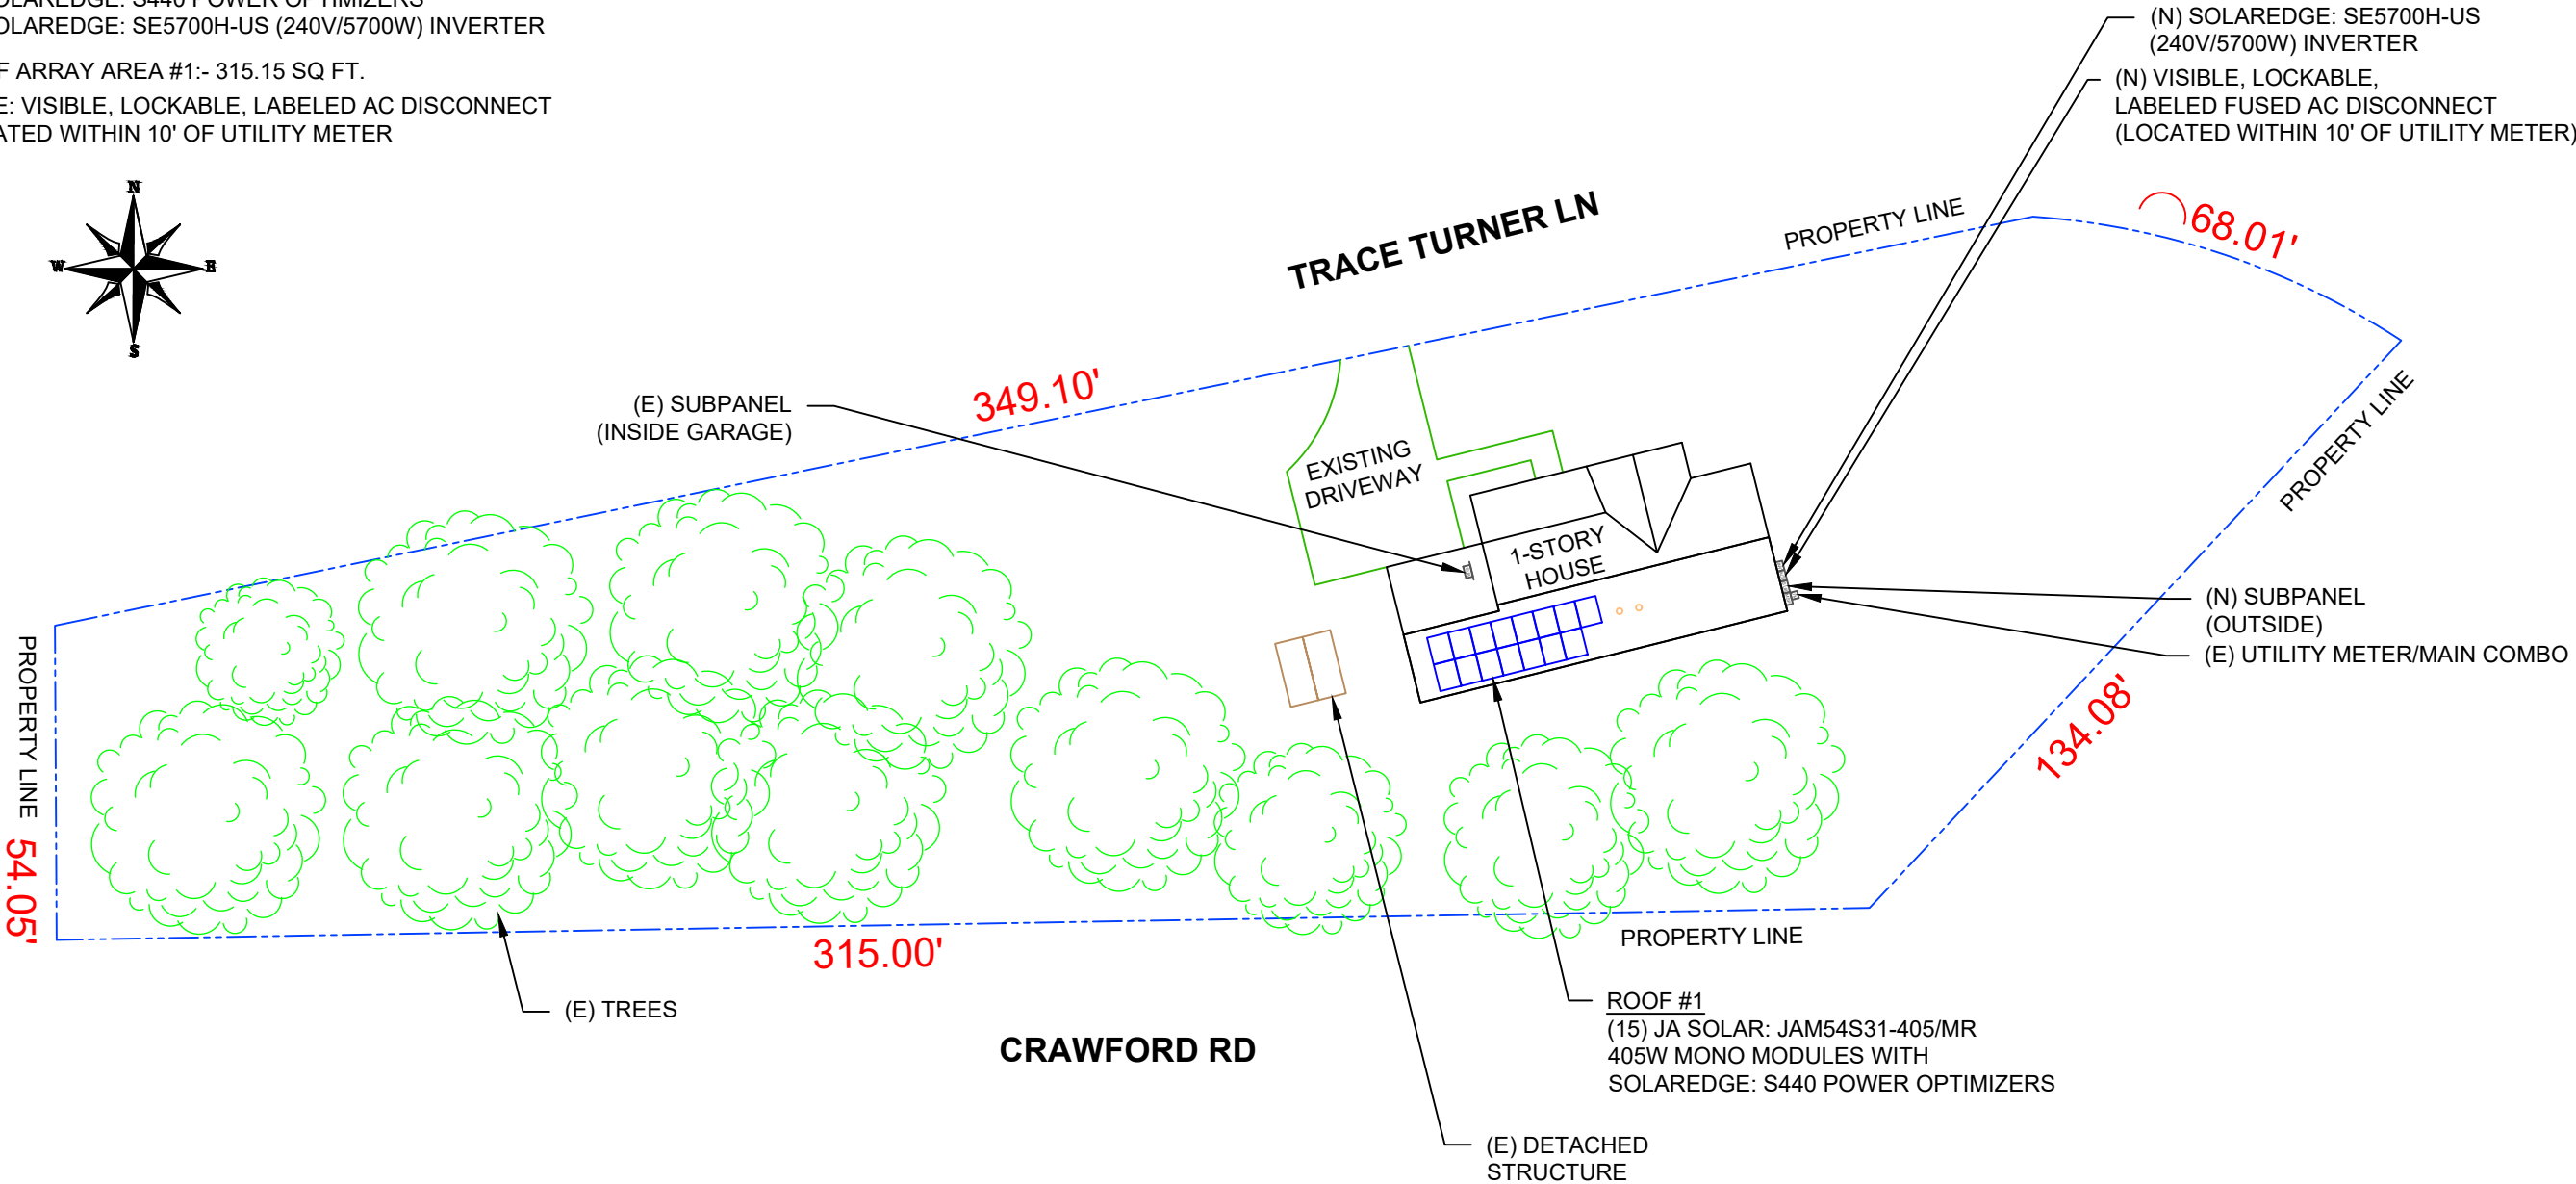 SOLAREDGE: S440 POWER OPTIMIZERS
OLAREDGE: SE5700H-US (240V/5700W) INVERTER
F ARRAY AREA #1:- 315.15 SQ FT.
E: VISIBLE, LOCKABLE, LABELED AC DISCONNECT
ATED WITHIN 10' OF UTILITY METER
N
W
E
S
(N) SOLAREDGE: SE5700H-US
(240V/5700W) INVERTER
(N) VISIBLE, LOCKABLE,
LABELED FUSED AC DISCONNECT
(LOCATED WITHIN 10' OF UTILITY METER)
TRACE TURNER LN
PROPERTY LINE
68.01'
349.10'
(E) SUBPANEL
(INSIDE GARAGE)
EXISTING
DRIVEWAY
1-STORY
HOUSE
PROPERTY LINE
(N) SUBPANEL
(OUTSIDE)
(E) UTILITY METER/MAIN COMBO
134.08'
PROPERTY LINE
54.05'
315.00'
PROPERTY LINE
(E) TREES
CRAWFORD RD
ROOF #1
(15) JA SOLAR: JAM54S31-405/MR
405W MONO MODULES WITH
SOLAREDGE: S440 POWER OPTIMIZERS
(E) DETACHED
STRUCTURE